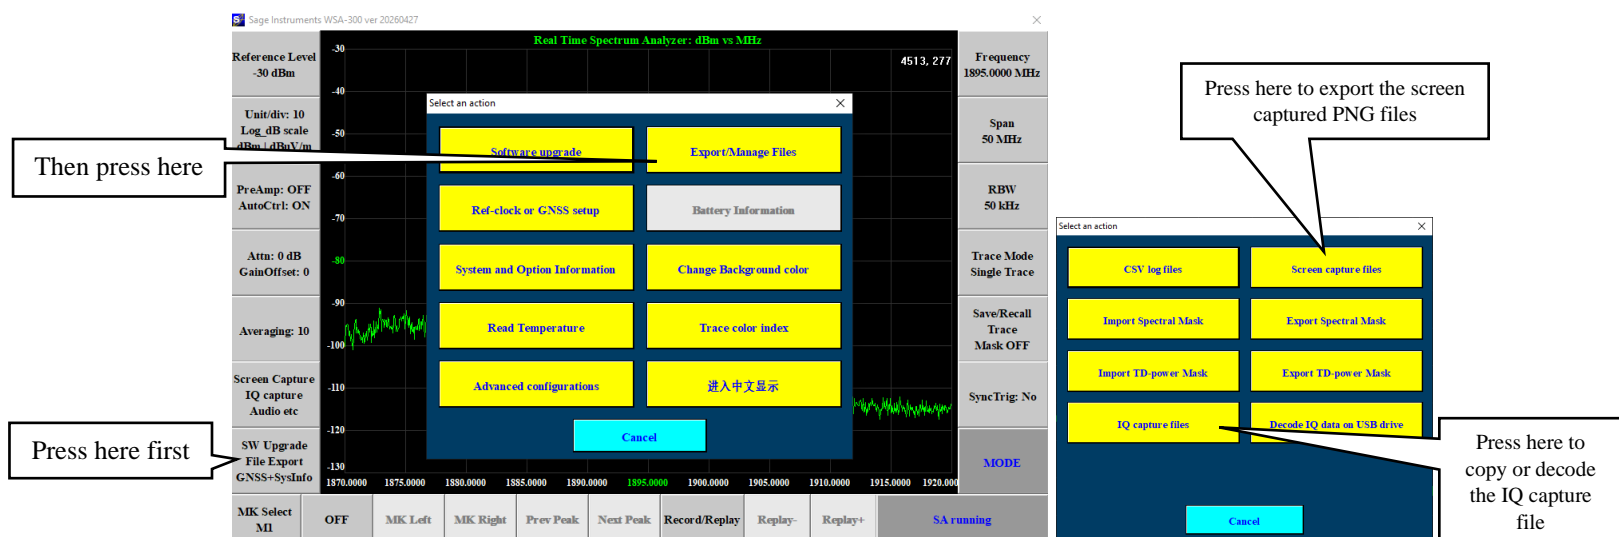 Sage Instruments WSA-300 ver 20260427
Real Time Spectrum Analyzer: dBm vs MHz
4513, 277
Reference Level
-30 dBm
Unit/div: 10
Log_dB scale
dBm | dBuV/m
PreAmp: OFF
AutoCtrl: ON
Attn: 0 dB
GainOffset: 0
Averaging: 10
Screen Capture
IQ capture
Audio etc
SW Upgrade
File Export
GNSS+SysInfo
-30
-40
-50
-60
-70
-80
-90
-100
-110
-120
-130
1870.0000 1875.0000 1880.0000 1885.0000 1890.0000 1895.0000 1900.0000 1905.0000 1910.0000 1915.0000 1920.000
Select an action
Software upgrade
Export/Manage Files
Ref-clock or GNSS setup
Battery Information
System and Option Information
Change Background color
Read Temperature
Trace color index
Advanced configurations
进入中文显示
Cancel
Frequency
1895.0000 MHz
Span
50 MHz
RBW
50 kHz
Trace Mode
Single Trace
Save/Recall
Trace
Mask OFF
SyncTrig: No
MODE
MK Select
M1
OFF
MK Left
MK Right
Prev Peak
Next Peak
Record/Replay
Replay-
Replay+
SA running
Then press here
Press here first
Press here to export the screen
captured PNG files
Select an action
CSV log files
Screen capture files
Import Spectral Mask
Export Spectral Mask
Import TD-power Mask
Export TD-power Mask
IQ capture files
Decode IQ data on USB drive
Cancel
Press here to
copy or decode
the IQ capture
file